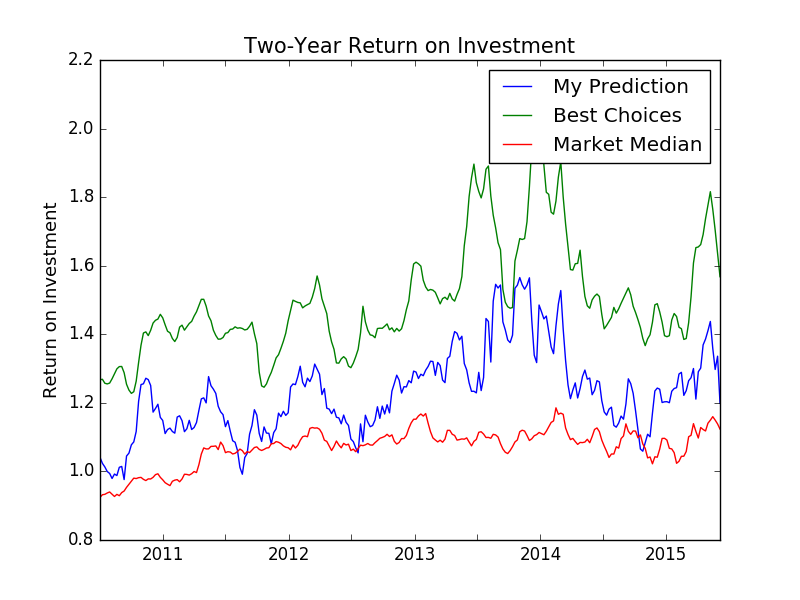 Two-Year Return on Investment
My Prediction
Best Choices
Market Median
Return on Investment
2.2
2.0
1.8
1.6
1.4
1.2
1.0
0.8
2011
2012
2013
2014
2015